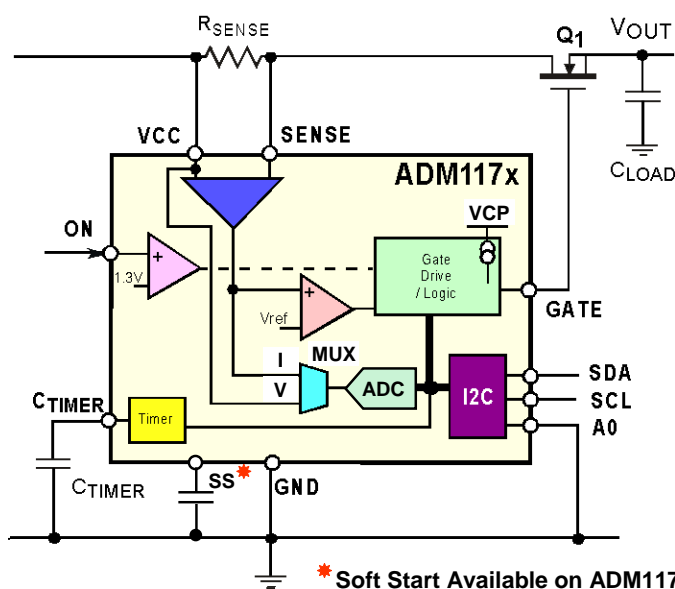 RSENSE
Q1
VOUT
VCC
SENSE
CLOAD
ADM117x
VCP
ON
+
1.3V
Gate
Drive
/ Logic
+
Vref
GATE
I
MUX
V
ADC
I2C
SDA
SCL
A0
CTIMER
Timer
CTIMER
SS*
GND
*Soft Start Available on ADM117